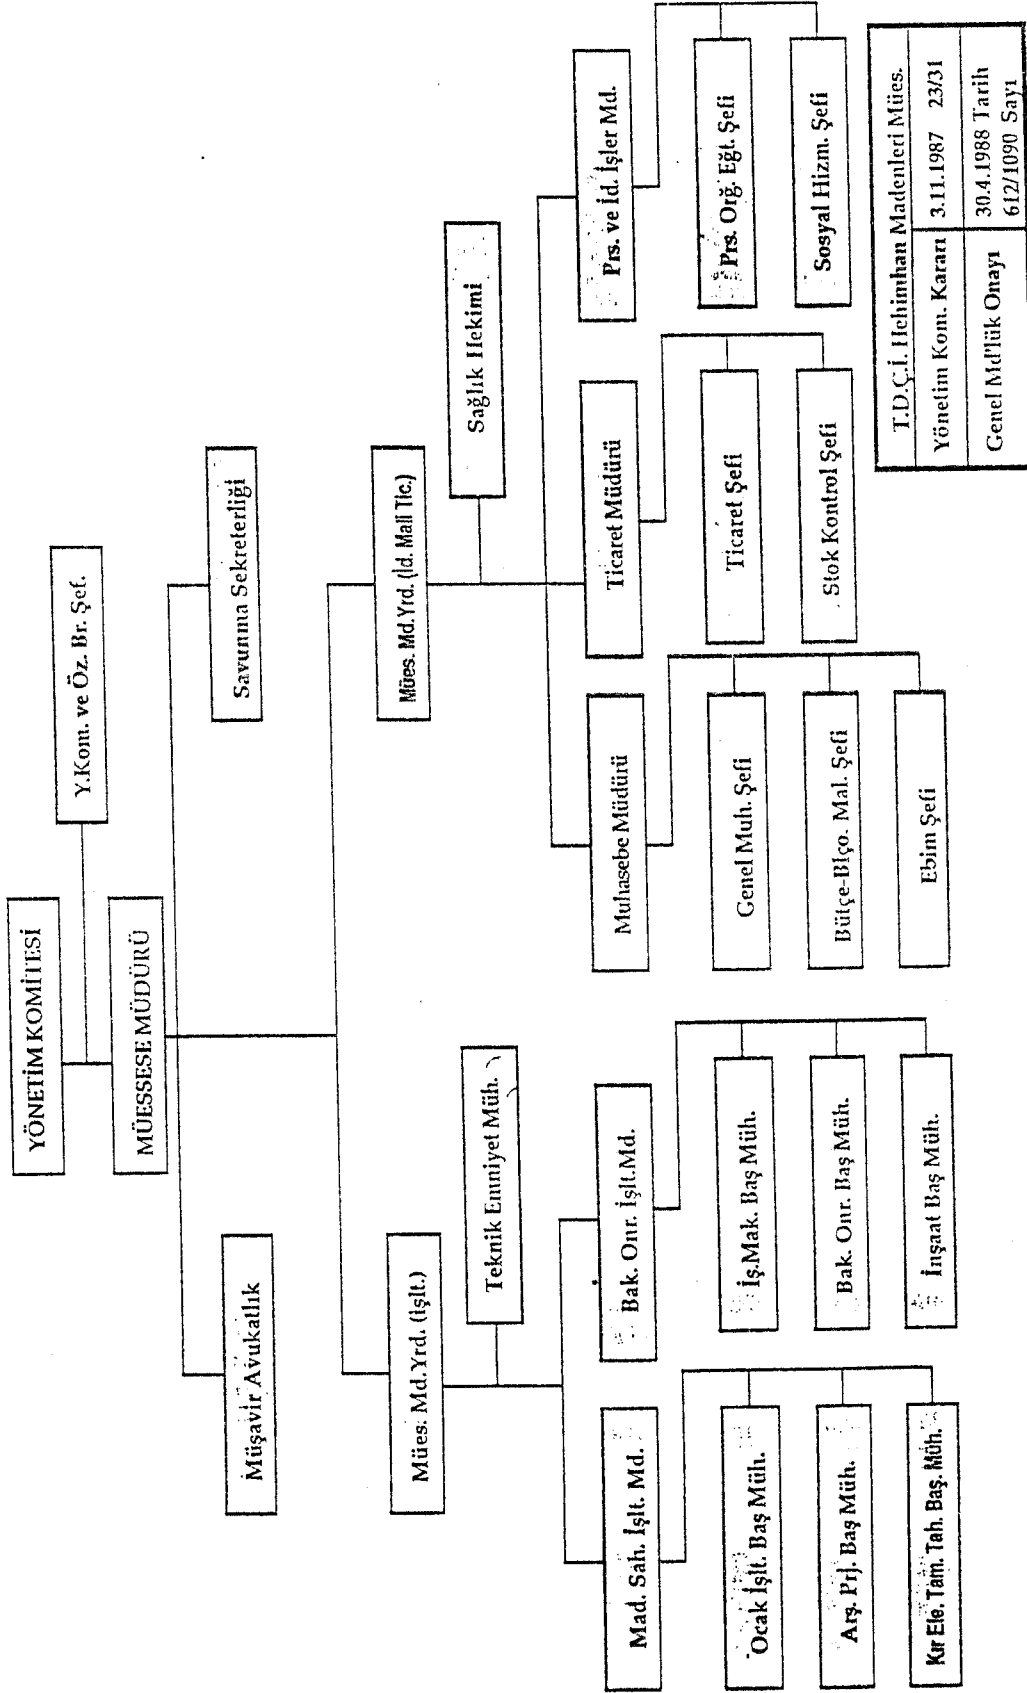 YÖNETİM KOMİTESİ
Y.Kom. ve Öz. Br. Şef.
MÜESSESE MÜDÜRÜ
Müşavir Avukatlık
Savunma Sekreterliği
Mües. Md.Yrd. (İşlt.)
Mües. Md.Yrd. (İd. Mali Tic.)
Teknik Emniyet Müh.
Sağlık Hekimi
Mad. Sah. İşlt. Md.
Bak. Onr. İşlt.Md.
Muhasebe Müdürü
Ticaret Müdürü
Prs. ve İd. İşler Md.
Ocak İşlt. Baş Müh.
İş.Mak. Baş Müh.
Genel Muh. Şefi
Ticaret Şefi
Prs. Orğ. Eğt. Şefi
Arş. Prj. Baş Müh.
Bak. Onr. Baş Müh.
Bütçe-Blço. Mal. Şefi
Stok Kontrol Şefi
Sosyal Hizm. Şefi
Kır Ele. Tam. Tah. Baş. Müh.
İnşaat Baş Müh.
Ebim Şefi
T.D.Ç.İ. Hehimhan Madenleri Mües.
Yönetim Kom. Kararı 3.11.1987 23/31
Genel Md'lük Onayı 30.4.1988 Tarih
612/1090 Sayı